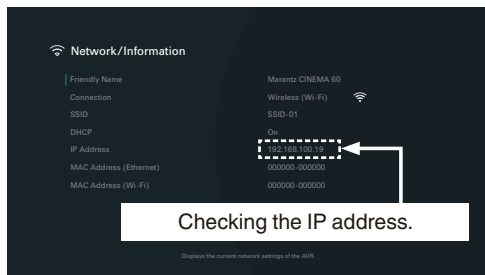 Network/Information
Friendly Name Marantz CINEMA 60
Connection Wireless (Wi-Fi)
SSID SSID-01
DHCP On
IP Address 192.168.100.19
MAC Address (Ethernet) 000000-000000
MAC Address (Wi-Fi) 000000-000000
Checking the IP address.
Displays the current network settings of the AVR.